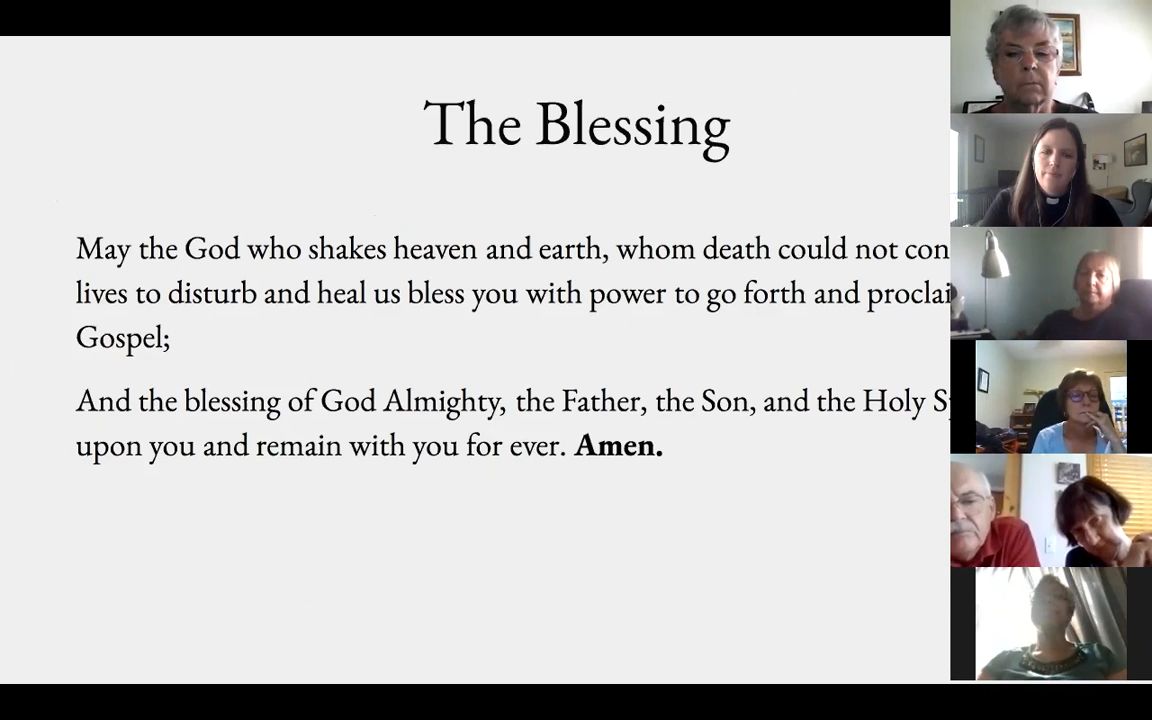 The Blessing
May the God who shakes heaven and earth, whom death could not
lives to disturb and heal us bless you with power to go forth and
Gospel;
And the blessing of God Almighty, the Father, the Son, and the Holy
upon you and remain with you for ever. Amen.